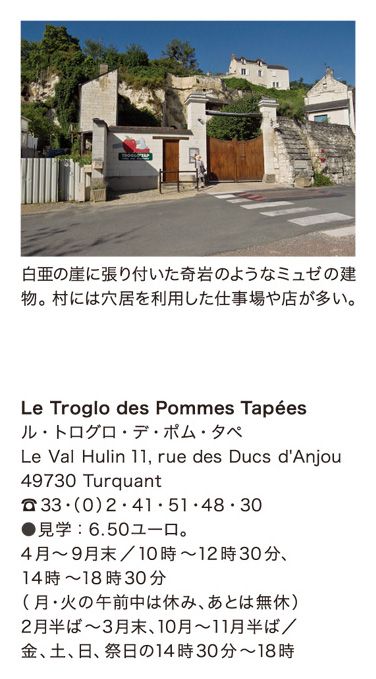 TROGLO TAP
白亜の崖に張り付いた奇岩のようなミュゼの建
物。村には穴居を利用した仕事場や店が多い。
Le Troglo des Pommes Tapées
ル・トログロ・デ・ポム・タペ
Le Val Hulin 11, rue des Ducs d'Anjou
49730 Turquant
☎33・(0)2・41・51・48・30
●見学：6.50ユーロ。
4月〜9月末／10時〜12時30分、
14時〜18時30分
（月・火の午前中は休み、あとは無休）
2月半ば〜3月末、10月〜11月半ば／
金、土、日、祭日の14時30分〜18時